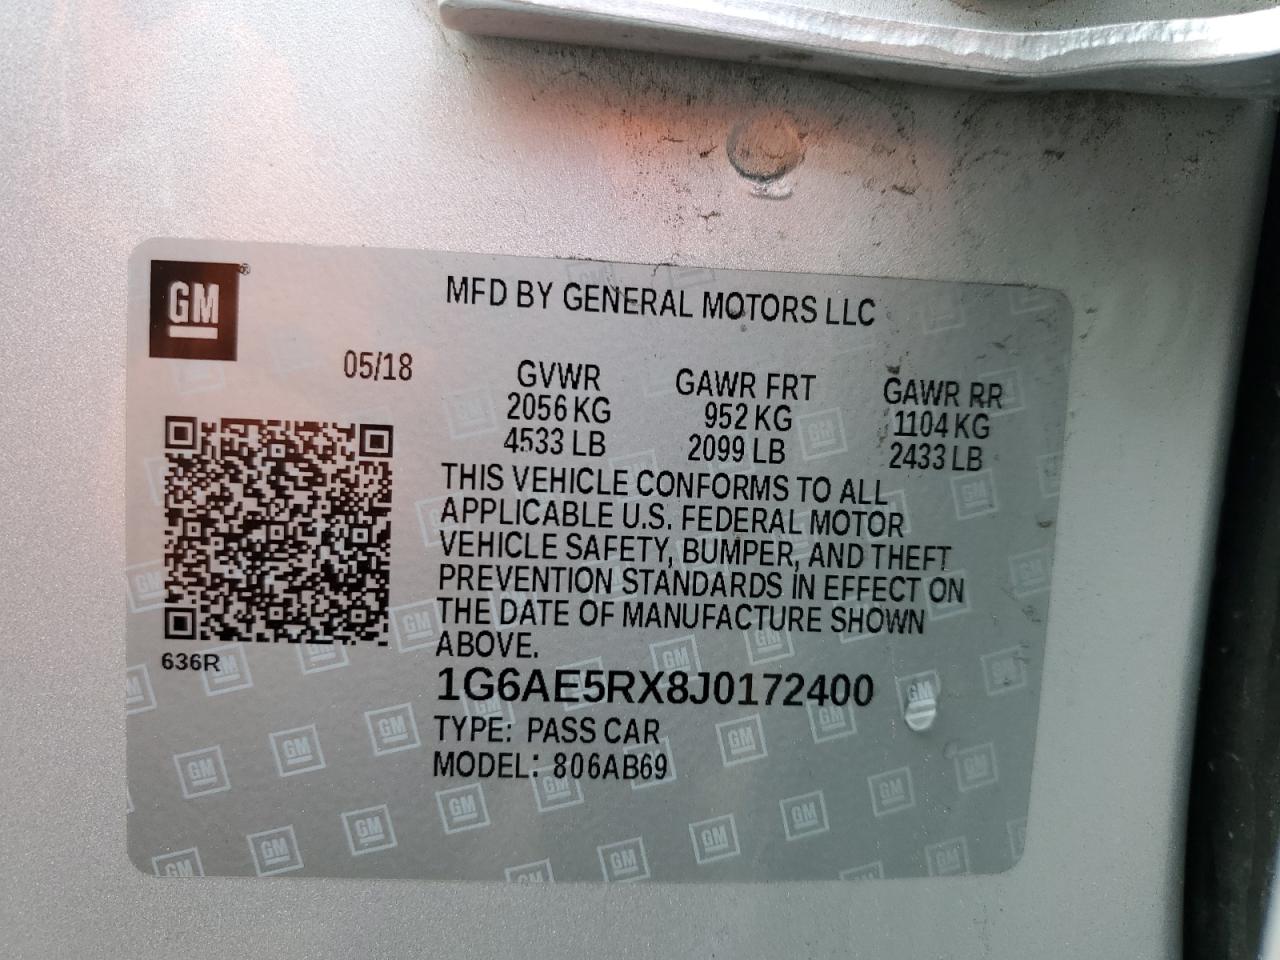 GM
MFD BY GENERAL MOTORS LLC
05/18
GVWR GAWR FRT GAWR RR
2056 KG 952 KG 1104 KG
4533 LB 2099 LB 2433 LB
THIS VEHICLE CONFORMS TO ALL
APPLICABLE U.S. FEDERAL MOTOR
VEHICLE SAFETY, BUMPER, AND THEFT
PREVENTION STANDARDS IN EFFECT ON
THE DATE OF MANUFACTURE SHOWN
ABOVE.
636R
1G6AE5RX8J0172400
TYPE: PASS CAR
MODEL: 806AB69